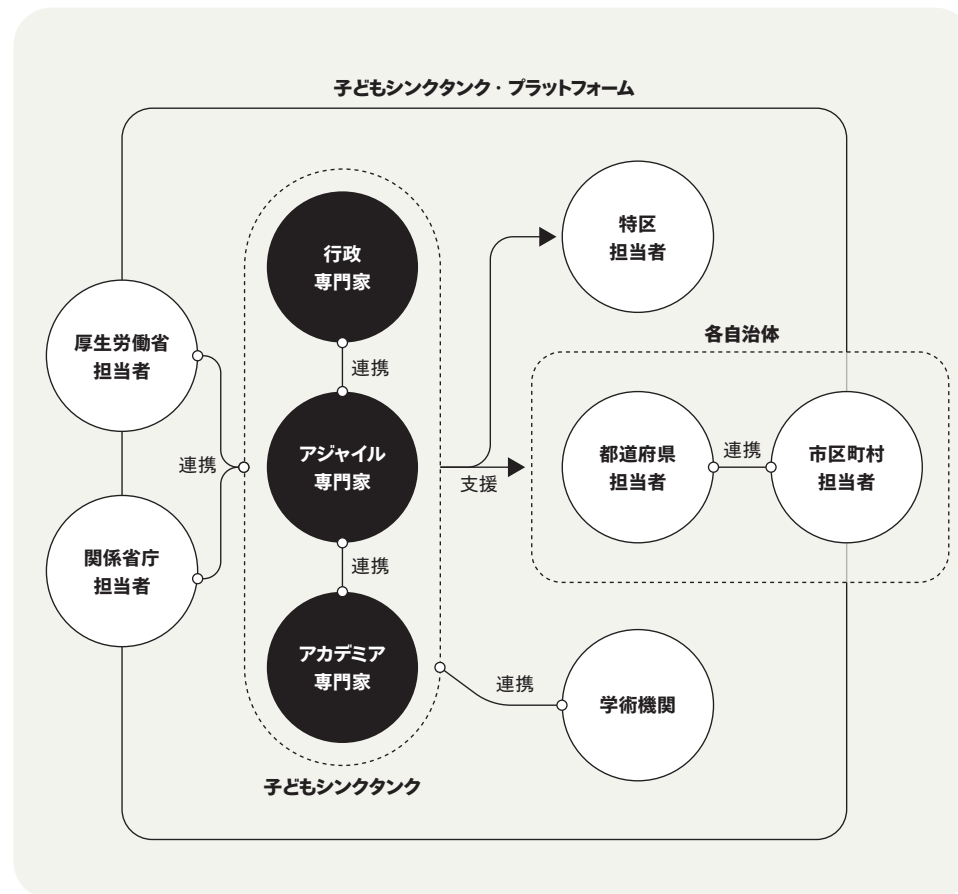 子どもシンクタンク・プラットフォーム
行政
専門家
特区
担当者
厚生労働省
担当者
各自治体
連携
アジャイル
専門家
都道府県
担当者
連携
市区町村
担当者
連携
支援
関係省庁
担当者
連携
アカデミア
専門家
連携
学術機関
子どもシンクタンク